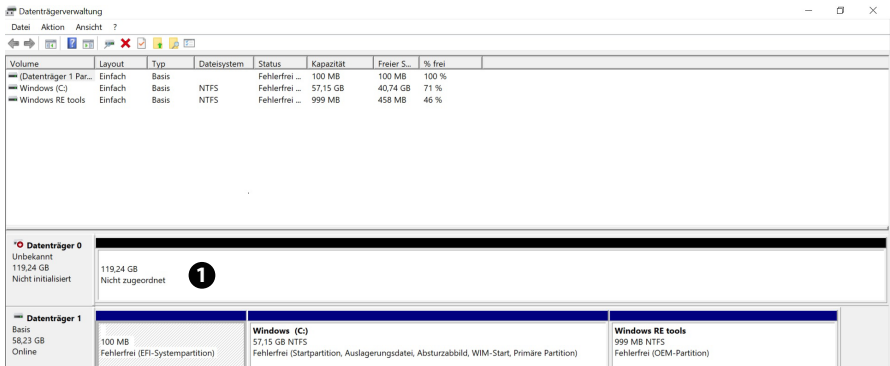 Datenträgerverwaltung
Datei Aktion Ansicht ?
Volume Layout Typ Dateisystem Status Kapazität Freier S... % frei
(Datenträger 1 Par... Einfach Basis Fehlerfrei ... 100 MB 100 MB 100 %
Windows (C:) Einfach Basis NTFS Fehlerfrei ... 57,15 GB 40,74 GB 71 %
Windows RE tools Einfach Basis NTFS Fehlerfrei ... 999 MB 458 MB 46 %
Datenträger 0
Unbekannt
119,24 GB
Nicht initialisiert
119,24 GB
Nicht zugeordnet
1
Datenträger 1
Basis
58,23 GB
Online
100 MB
Fehlerfrei (EFI-Systempartition)
Windows (C:)
57,15 GB NTFS
Fehlerfrei (Startpartition, Auslagerungsdatei, Absturzabbild, WIM-Start, Primäre Partition)
Windows RE tools
999 MB NTFS
Fehlerfrei (OEM-Partition)